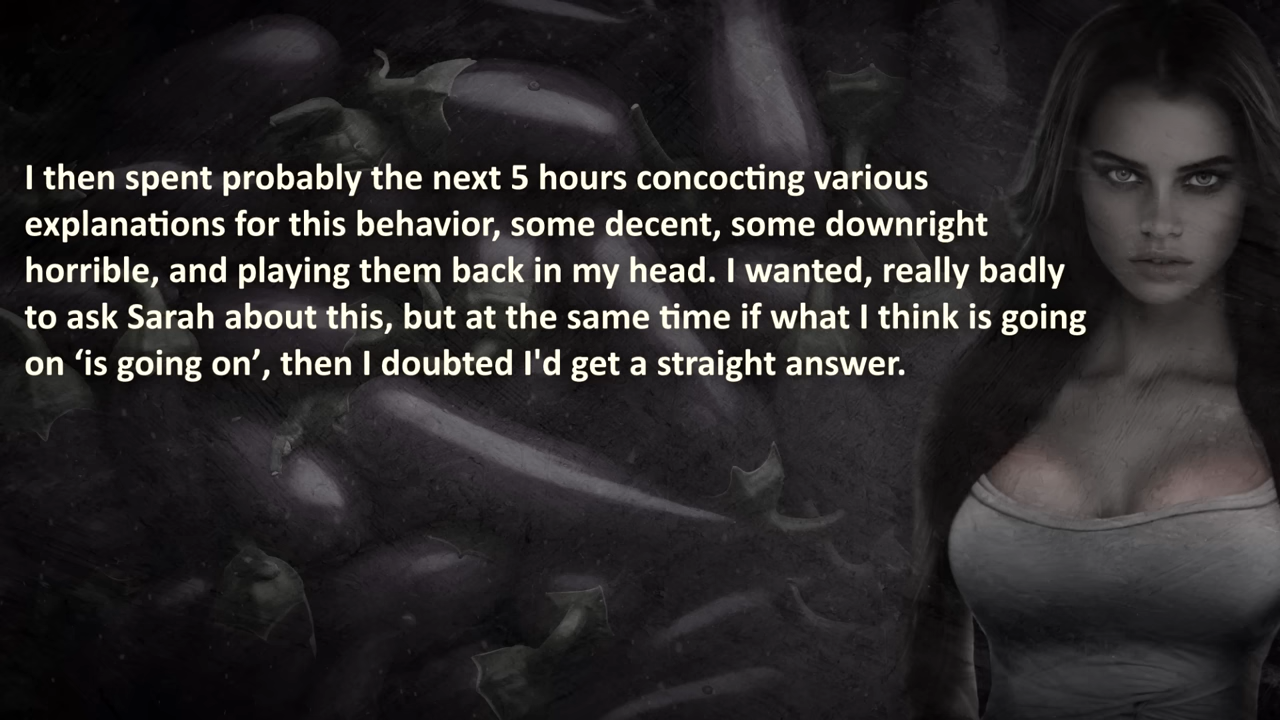 I then spent probably the next 5 hours concocting various
explanations for this behavior, some decent, some downright
horrible, and playing them back in my head. I wanted, really badly
to ask Sarah about this, but at the same time if what I think is going
on ‘is going on’, then I doubted I'd get a straight answer.